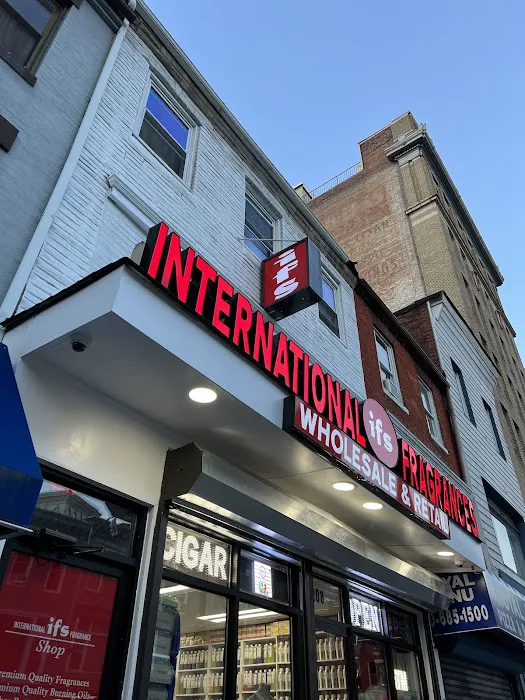 INTERNATIONAL ifs FRAGRANCES
ifs
WHOLESALE & RETAIL
CIGAR
INTERNATIONAL ifs FRAGRANCE
Shop
Premium Quality Fragrances
Premium Quality Burning Oils
685-1500